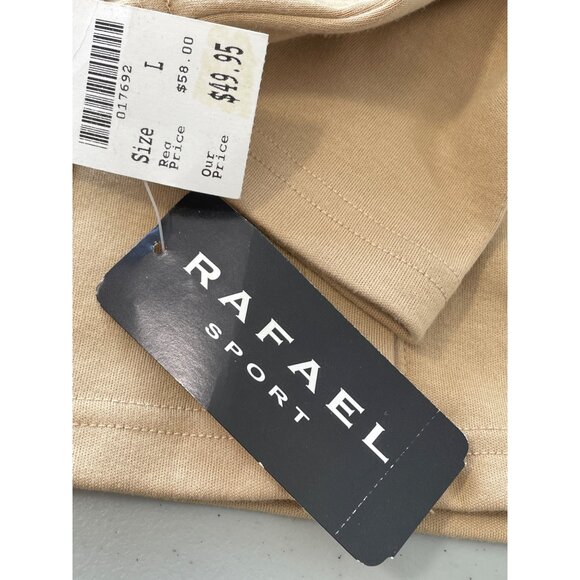 017692
Size L
Reg Price $58.00
Our Price $49.95
RAFAEL
SPORT